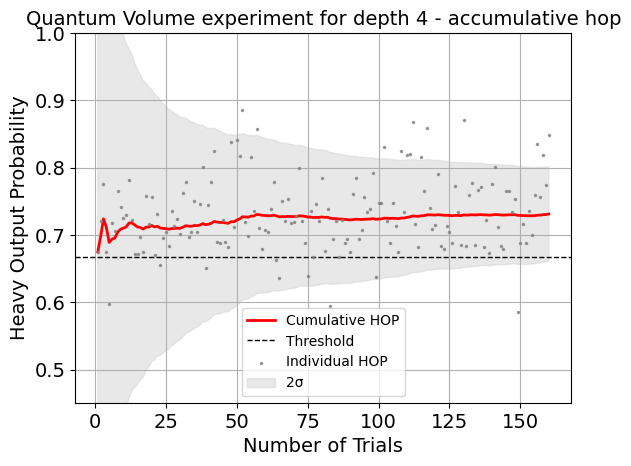 Quantum Volume experiment for depth 4 - accumulative hop
1.0
0.9
0.8
0.7
0.6
0.5
Heavy Output Probability
Cumulative HOP
Threshold
Individual HOP
2σ
0 25 50 75 100 125 150
Number of Trials